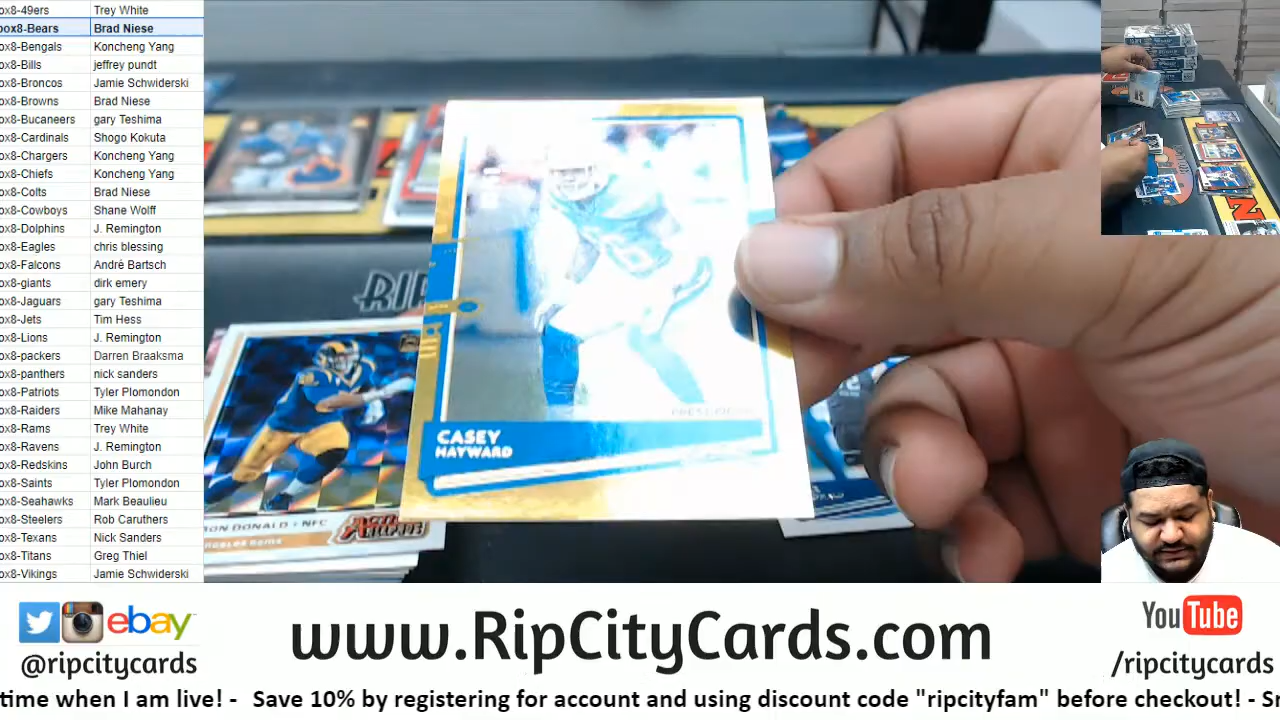 ox8-49ers Trey White
box8-Bears Brad Niese
ox8-Bengals Koncheng Yang
ox8-Bills jeffrey pundt
ox8-Broncos Jamie Schwiderski
ox8-Browns Brad Niese
ox8-Bucaneers gary Teshima
ox8-Cardinals Shogo Kokuta
ox8-Chargers Koncheng Yang
ox8-Chiefs Koncheng Yang
ox8-Colts Brad Niese
ox8-Cowboys Shane Wolff
ox8-Dolphins J. Remington
ox8-Eagles chris blessing
ox8-Falcons André Bartsch
ox8-giants dirk emery
ox8-Jaguars gary Teshima
ox8-Jets Tim Hess
ox8-Lions J. Remington
ox8-packers Darren Braaksma
ox8-panthers nick sanders
ox8-Patriots Tyler Plomondon
ox8-Raiders Mike Mahanay
ox8-Rams Trey White
ox8-Ravens J. Remington
ox8-Redskins John Burch
ox8-Saints Tyler Plomondon
ox8-Seahawks Mark Beaulieu
ox8-Steelers Rob Caruthers
ox8-Texans Nick Sanders
ox8-Titans Greg Thiel
ox8-Vikings Jamie Schwiderski
RIP
CASEY
HAYWARD
ON DONALD • NFC
ebay
@ripcitycards
www.RipCityCards.com
YouTube
/ripcitycards
time when I am live! - Save 10% by registering for account and using discount code "ripcityfam" before checkout! - Sr